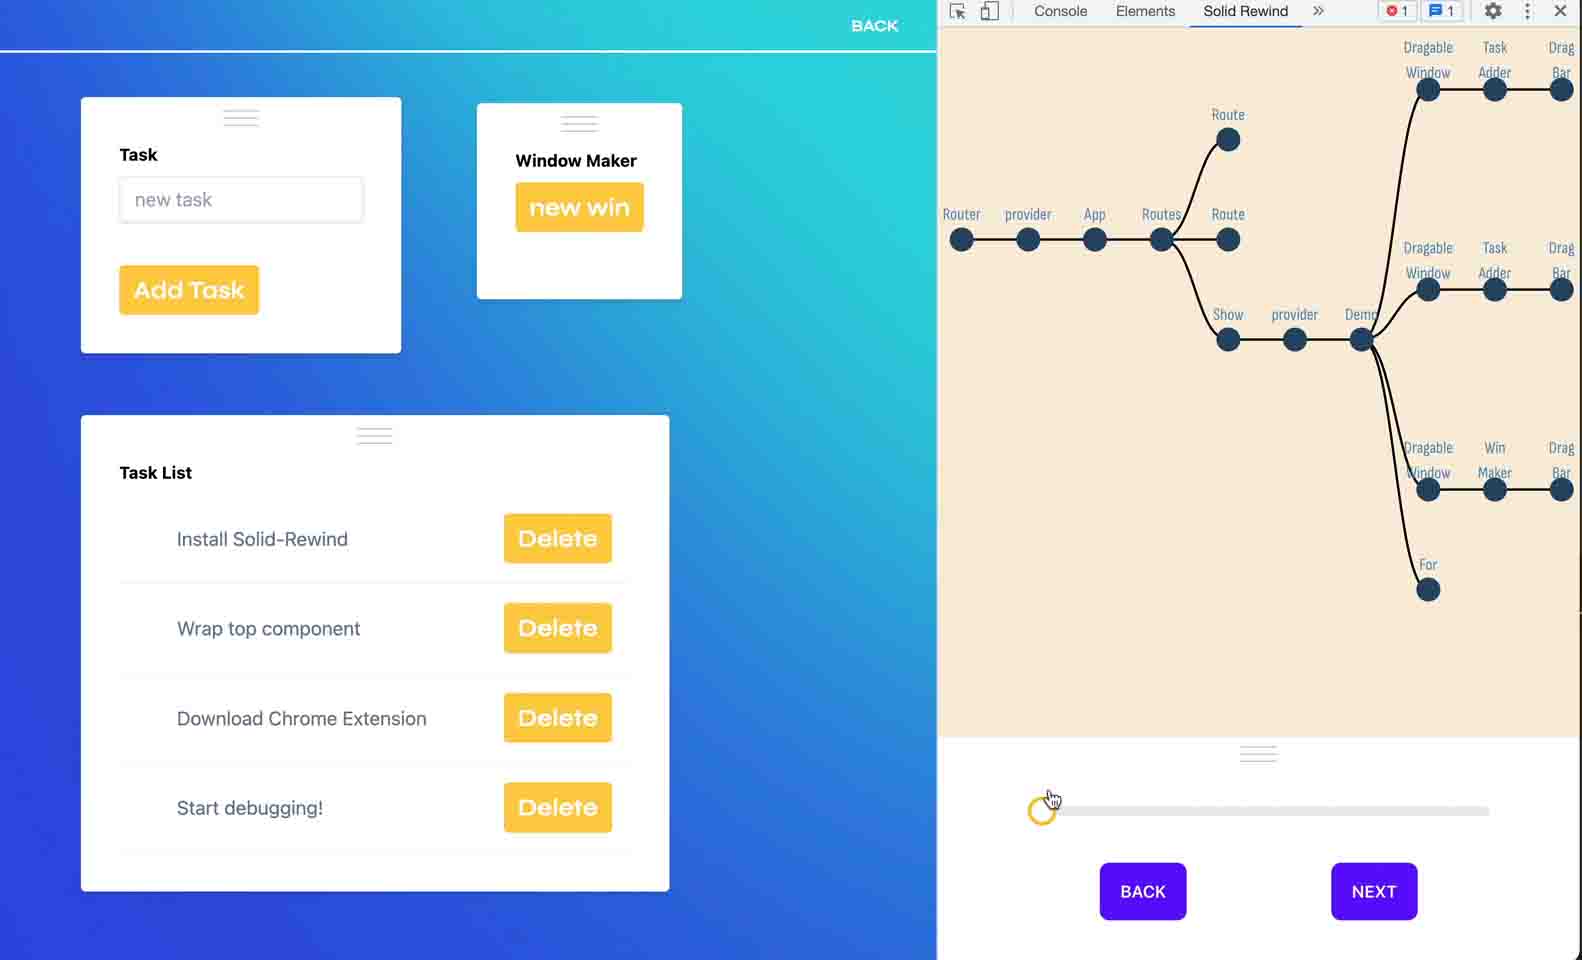 BACK
Task
new task
Add Task
Window Maker
new win
Task List
Install Solid-Rewind
Delete
Wrap top component
Delete
Download Chrome Extension
Delete
Start debugging!
Delete
Console Elements Solid Rewind »
1 1
Dragable Window
Task Adder
Drag Bar
Route
Router
provider
App
Routes
Route
Dragable Window
Task Adder
Drag Bar
Show
provider
Demo
Dragable Window
Win Maker
Drag Bar
For
BACK
NEXT